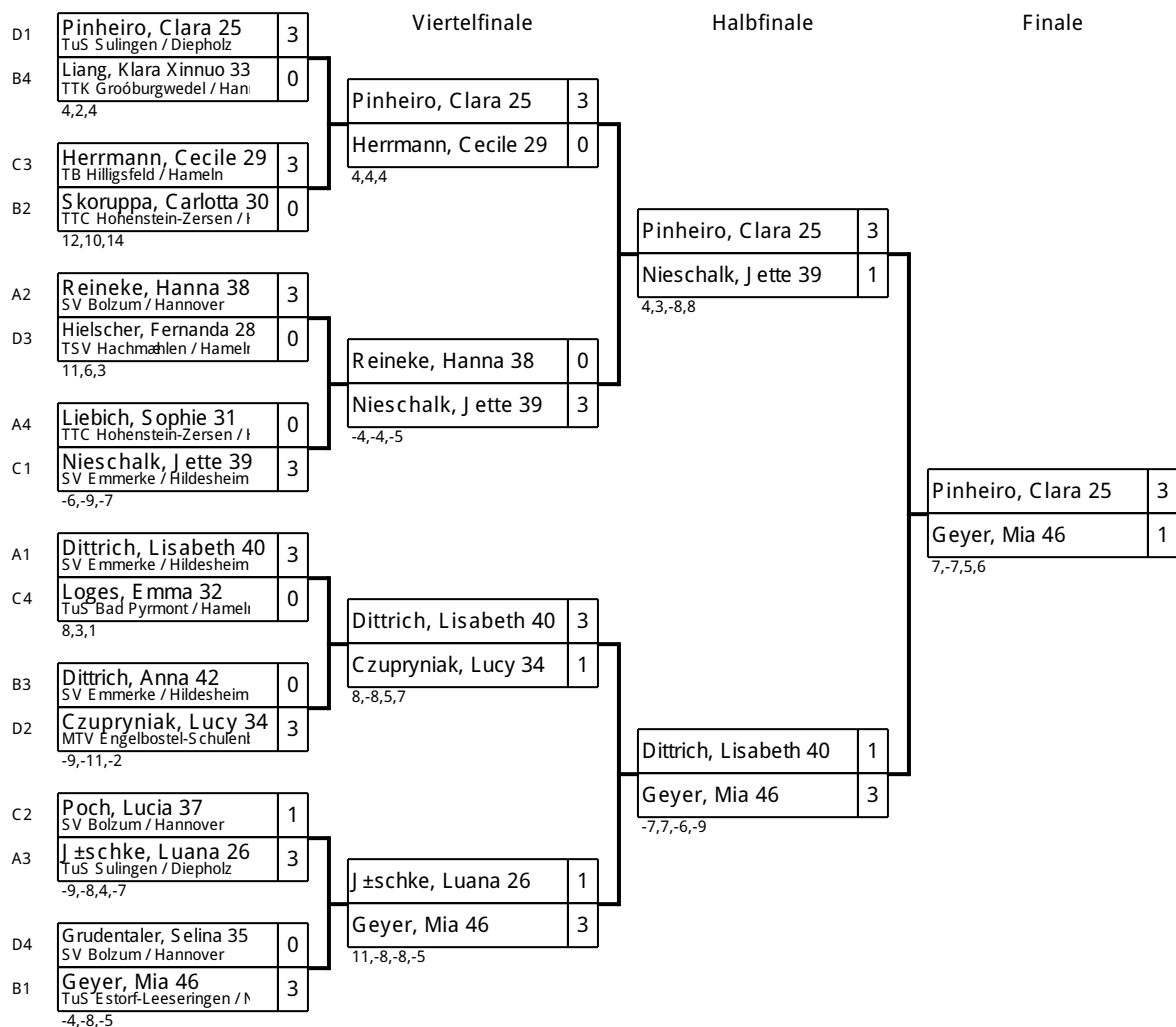 Viertelfinale
Halbfinale
Finale
D1 Pinheiro, Clara 25 3
TuS Sulingen / Diepholz
B4 Liang, Klara Xinnuo 33 0
TTK Groóburgwedel / Han
4,2,4
C3 Herrmann, Cecile 29 3
TB Hilligsfeld / Hameln
B2 Skoruppa, Carlotta 30 0
TTC Hohenstein-Zersen / H
12,10,14
A2 Reineke, Hanna 38 3
SV Bolzum / Hannover
D3 Hielscher, Fernanda 28 0
TSV Hachmæhlen / Hameln
11,6,3
A4 Liebich, Sophie 31 0
TTC Hohenstein-Zersen / H
C1 Nieschalk, Jette 39 3
SV Emmerke / Hildesheim
-6,-9,-7
A1 Dittrich, Lisabeth 40 3
SV Emmerke / Hildesheim
C4 Loges, Emma 32 0
TuS Bad Pyrmont / Hameln
8,3,1
B3 Dittrich, Anna 42 0
SV Emmerke / Hildesheim
D2 Czupryniak, Lucy 34 3
MTV Engelbostel-Schulenb
-9,-11,-2
C2 Poch, Lucia 37 1
SV Bolzum / Hannover
A3 J±schke, Luana 26 3
TuS Sulingen / Diepholz
-9,-8,4,-7
D4 Grudentaler, Selina 35 0
SV Bolzum / Hannover
B1 Geyer, Mia 46 3
TuS Estorf-Leeseringen / N
-4,-8,-5
Pinheiro, Clara 25 3
Herrmann, Cecile 29 0
4,4,4
Reineke, Hanna 38 0
Nieschalk, Jette 39 3
-4,-4,-5
Dittrich, Lisabeth 40 3
Czupryniak, Lucy 34 1
8,-8,5,7
J±schke, Luana 26 1
Geyer, Mia 46 3
11,-8,-8,-5
Pinheiro, Clara 25 3
Nieschalk, Jette 39 1
4,3,-8,8
Dittrich, Lisabeth 40 1
Geyer, Mia 46 3
-7,7,-6,-9
Pinheiro, Clara 25 3
Geyer, Mia 46 1
7,-7,5,6